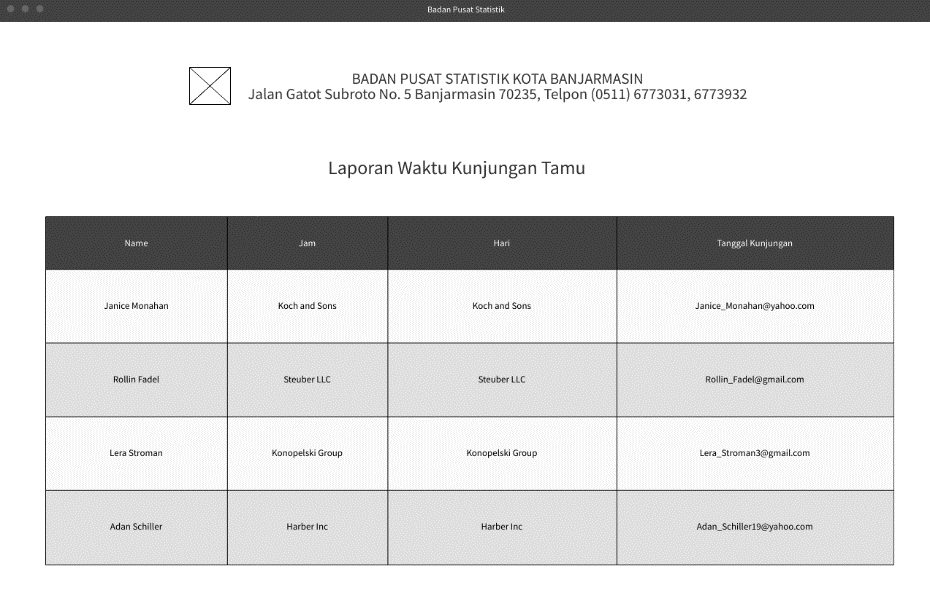 Badan Pusat Statistik
BADAN PUSAT STATISTIK KOTA BANJARMASIN
Jalan Gatot Subroto No. 5 Banjarmasin 70235, Telpon (0511) 6773031, 6773932
Laporan Waktu Kunjungan Tamu
Name Jam Hari Tanggal Kunjungan
Janice Monahan Koch and Sons Koch and Sons Janice_Monahan@yahoo.com
Rollin Fadel Steuber LLC Steuber LLC Rollin_Fadel@gmail.com
Lera Stroman Konopelski Group Konopelski Group Lera_Stroman3@gmail.com
Adan Schiller Harber Inc Harber Inc Adan_Schiller19@yahoo.com